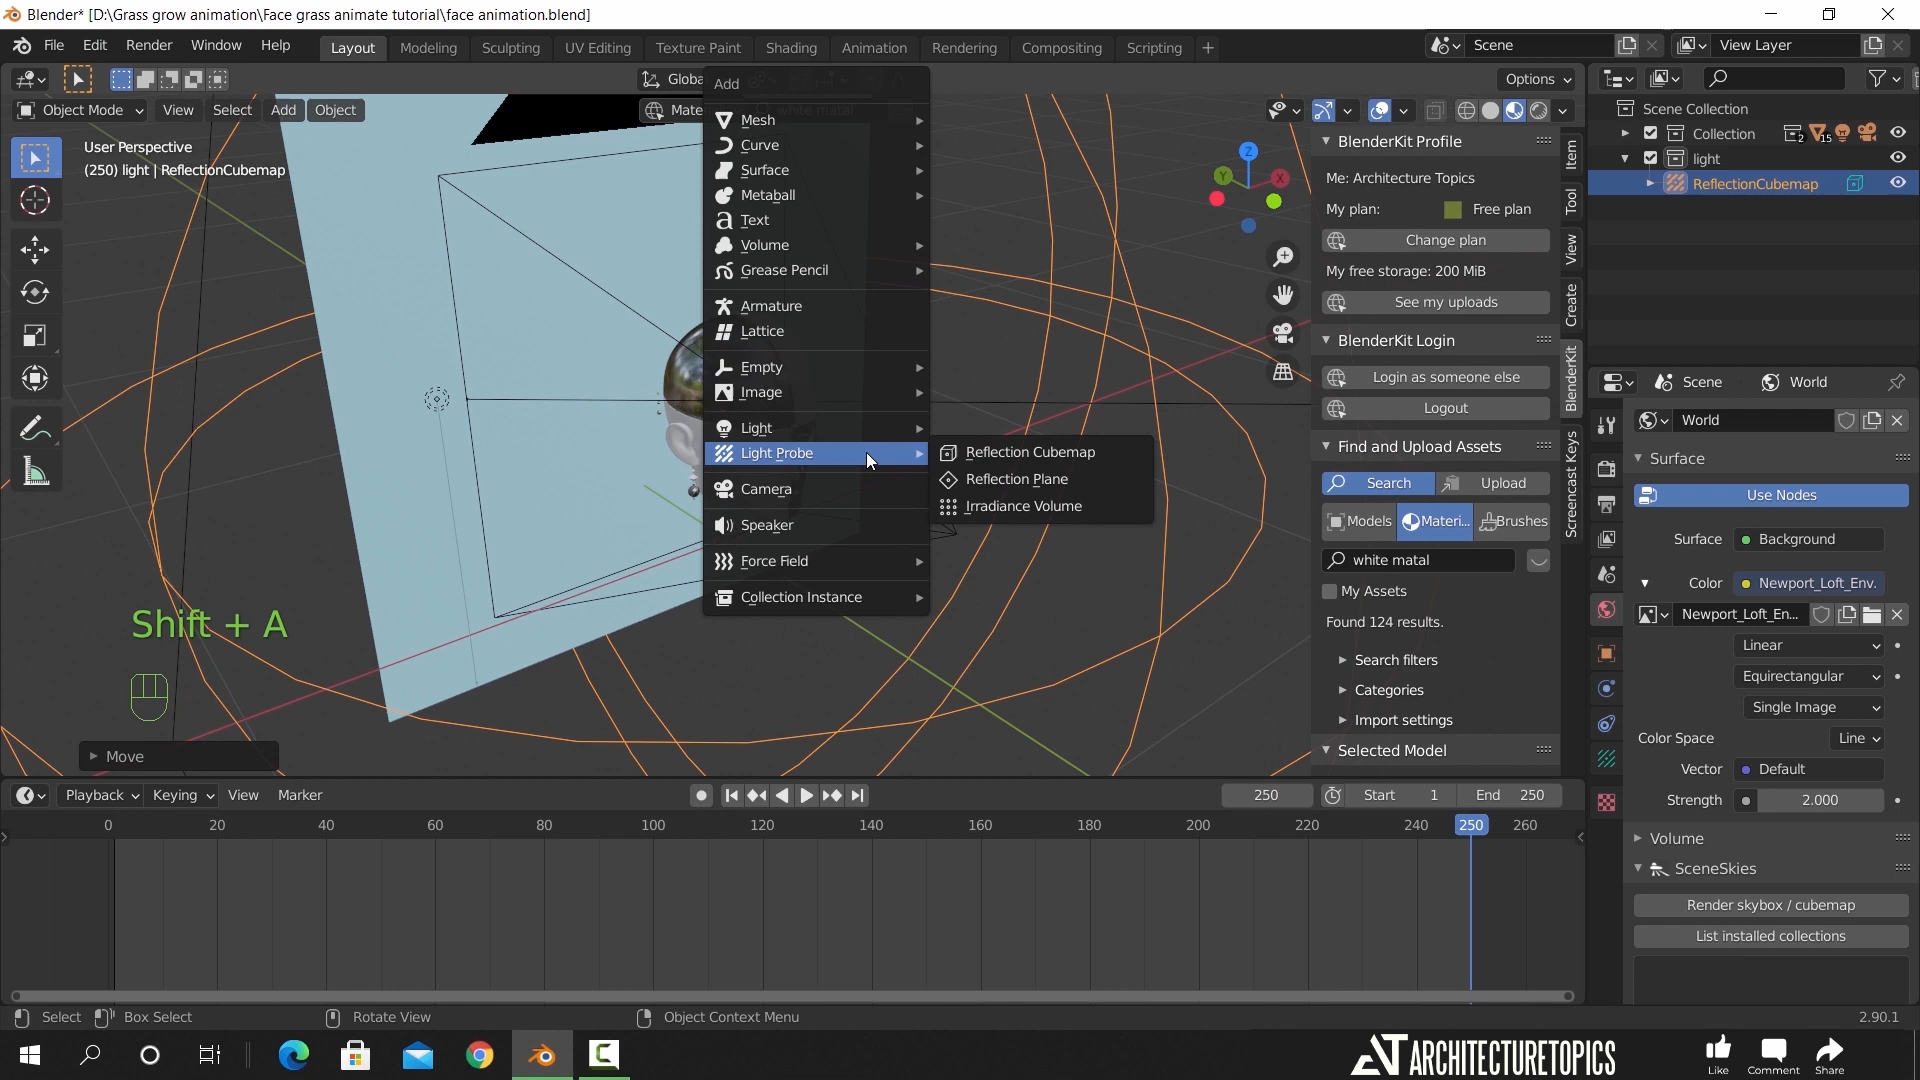 Blender* [D:\Grass grow animation\Face grass animate tutorial\face animation.blend]
File Edit Render Window Help Layout Modeling Sculpting UV Editing Texture Paint Shading Animation Rendering Compositing Scripting + Scene View Layer
Globa Options
Object Mode View Select Add Object Mate white matal
User Perspective
(250) light | ReflectionCubemap
Z
Y
X
Add
Mesh
Curve
Surface
Metaball
Text
Volume
Grease Pencil
Armature
Lattice
Empty
Image
Light
Light Probe
Camera
Speaker
Force Field
Collection Instance
Reflection Cubemap
Reflection Plane
Irradiance Volume
Shift + A
Move
BlenderKit Profile
Me: Architecture Topics
My plan: Free plan
Change plan
My free storage: 200 MiB
See my uploads
BlenderKit Login
Login as someone else
Logout
Find and Upload Assets
Search Upload
Models Materi... Brushes
white matal
My Assets
Found 124 results.
Search filters
Categories
Import settings
Selected Model
Item
Tool
View
Create
BlenderKit
Screencast Keys
Scene Collection
Collection 2 15
light
ReflectionCubemap
Scene World
World
Surface
Use Nodes
Surface Background
Color Newport_Loft_Env.
Newport_Loft_En...
Linear
Equirectangular
Single Image
Color Space Line
Vector Default
Strength 2.000
Volume
SceneSkies
Render skybox / cubemap
List installed collections
Playback Keying View Marker 250 Start 1 End 250
0 20 40 60 80 100 120 140 160 180 200 220 240 250 260
Select Box Select Rotate View Object Context Menu 2.90.1
ARCHITECTURETOPICS
Like Comment Share